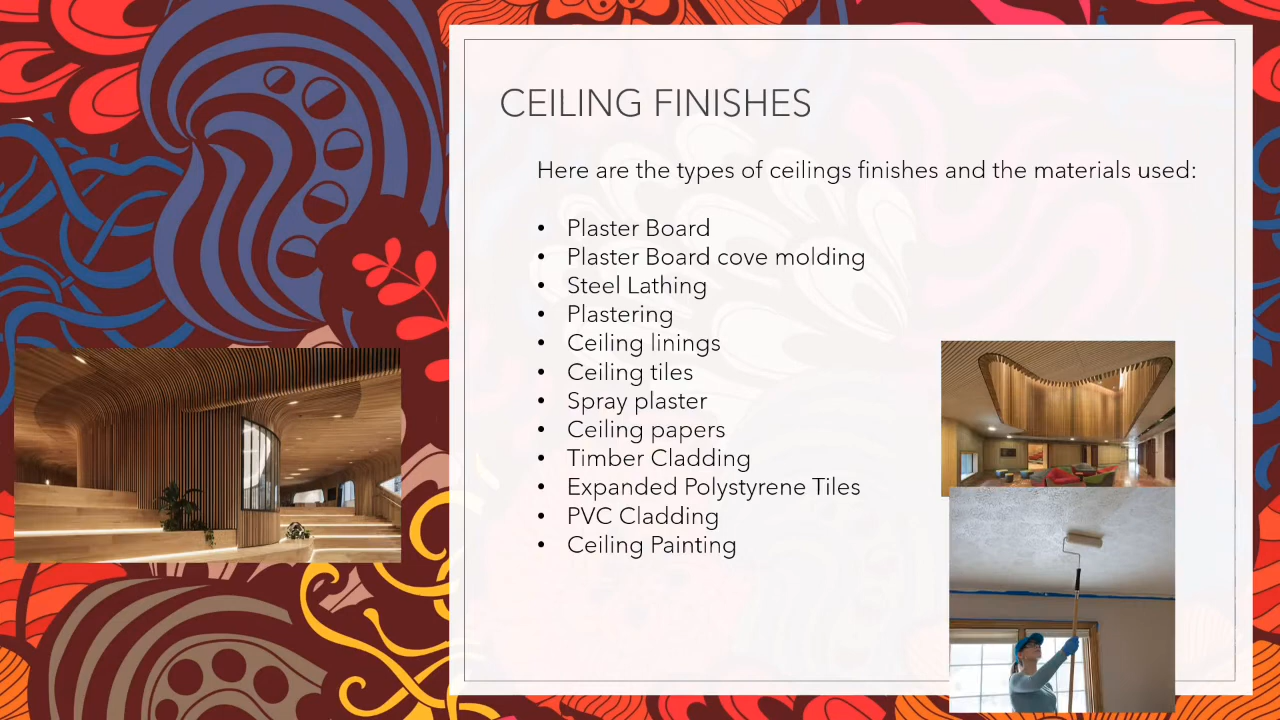 CEILING FINISHES
Here are the types of ceilings finishes and the materials used:
• Plaster Board
• Plaster Board cove molding
• Steel Lathing
• Plastering
• Ceiling linings
• Ceiling tiles
• Spray plaster
• Ceiling papers
• Timber Cladding
• Expanded Polystyrene Tiles
• PVC Cladding
• Ceiling Painting